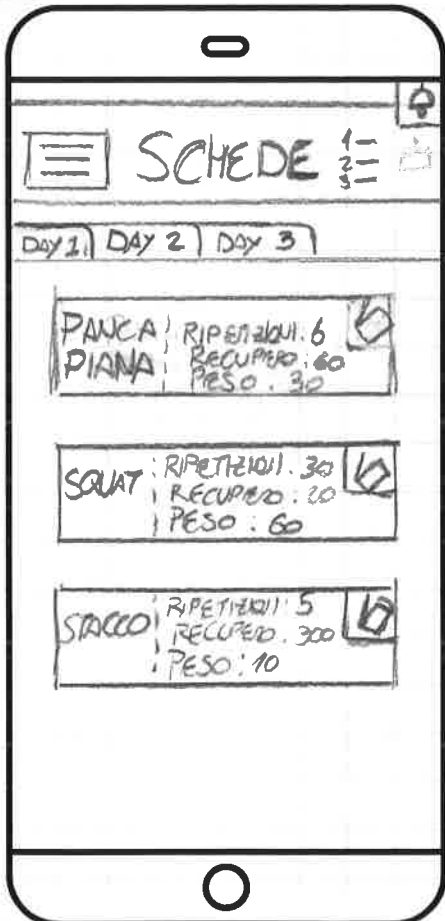 SCHEDE 1- 2- 3-
DAY 1 DAY 2 DAY 3
PANCA PIANA
RIPETIZIONI: 6
RECUPERO: 60
PESO: 30
SQUAT
RIPETIZIONI: 30
RECUPERO: 20
PESO: 60
STACCO
RIPETIZIONI: 5
RECUPERO: 300
PESO: 10